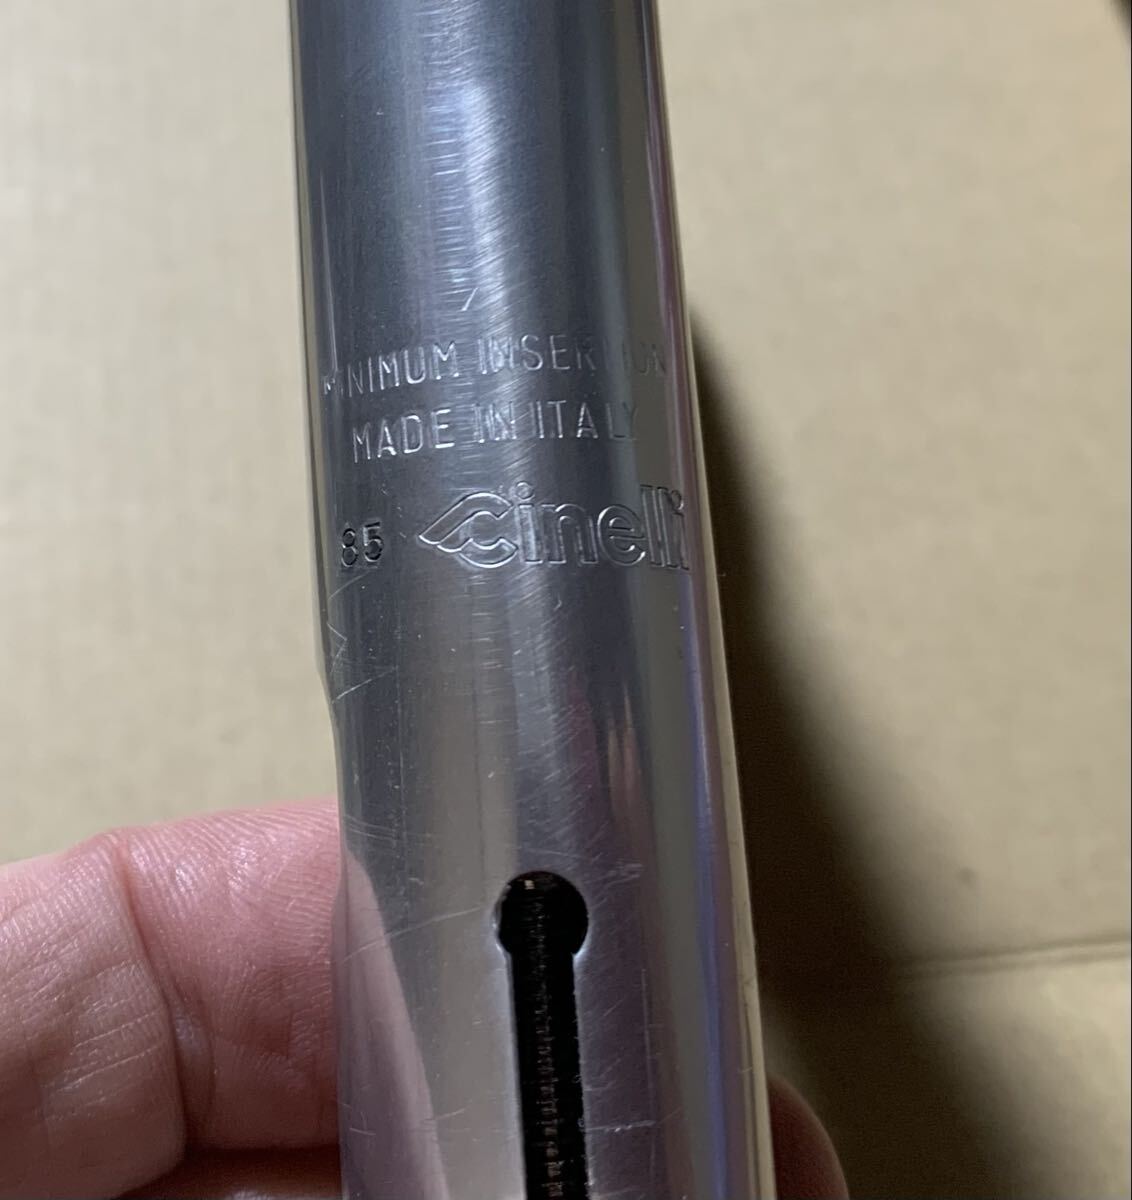 MINIMUM INSERTION
MADE IN ITALY
85 Cinelli